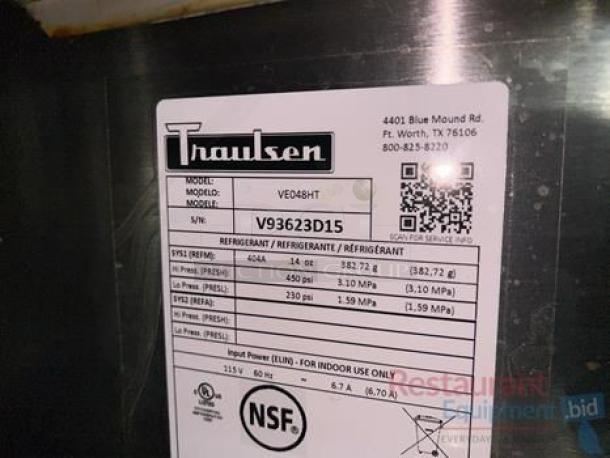 Traulsen
4401 Blue Mound Rd.
Ft. Worth, TX 76106
800-825-8220
SCAN FOR SERVICE INFO
MODEL:
MODELO:
MODELE:
VE048HT
S/N:
V93623D15
REFRIGERANT / REFRIGERANTE / RÉFRIGÉRANT
SYS1 (REFM): 404A 14 oz 382.72 g (382,72 g)
Hi Press. (PRESH): 450 psi 3.10 MPa (3,10 MPa)
Lo Press. (PRESL): 230 psi 1.59 MPa (1,59 MPa)
SYS2 (REFA):
Hi Press. (PRESH):
Lo Press. (PRESL):
Input Power (ELIN) - FOR INDOOR USE ONLY
115 V 60 Hz ~ 6.7 A (6,70 A)
UL
LISTED
NSF
Restaurant
Equipment.bid